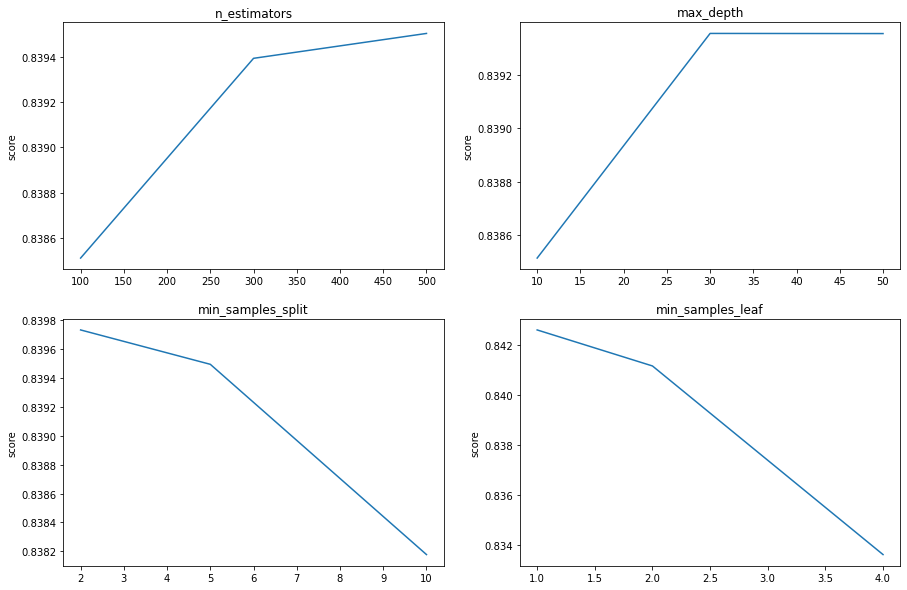 n_estimators
0.8394
0.8392
0.8390
0.8388
0.8386
score
100 150 200 250 300 350 400 450 500
max_depth
0.8392
0.8390
0.8388
0.8386
score
10 15 20 25 30 35 40 45 50
min_samples_split
0.8398
0.8396
0.8394
0.8392
0.8390
0.8388
0.8386
0.8384
0.8382
score
2 3 4 5 6 7 8 9 10
min_samples_leaf
0.842
0.840
0.838
0.836
0.834
score
1.0 1.5 2.0 2.5 3.0 3.5 4.0